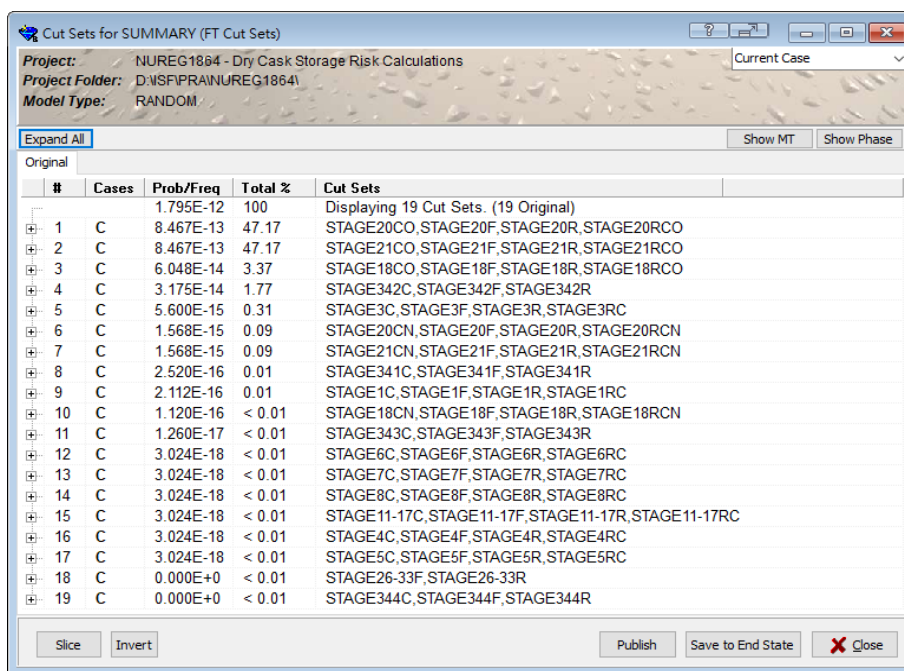 Cut Sets for SUMMARY (FT Cut Sets)
Project: NUREG1864 - Dry Cask Storage Risk Calculations
Current Case
Project Folder: D:\ISF\PRA\NUREG1864\
Model Type: RANDOM
Expand All Show MT Show Phase
Original
# Cases Prob/Freq Total % Cut Sets
1.795E-12 100 Displaying 19 Cut Sets. (19 Original)
1 C 8.467E-13 47.17 STAGE20CO,STAGE20F,STAGE20R,STAGE20RCO
2 C 8.467E-13 47.17 STAGE21CO,STAGE21F,STAGE21R,STAGE21RCO
3 C 6.048E-14 3.37 STAGE18CO,STAGE18F,STAGE18R,STAGE18RCO
4 C 3.175E-14 1.77 STAGE342C,STAGE342F,STAGE342R
5 C 5.600E-15 0.31 STAGE3C,STAGE3F,STAGE3R,STAGE3RC
6 C 1.568E-15 0.09 STAGE20CN,STAGE20F,STAGE20R,STAGE20RCN
7 C 1.568E-15 0.09 STAGE21CN,STAGE21F,STAGE21R,STAGE21RCN
8 C 2.520E-16 0.01 STAGE341C,STAGE341F,STAGE341R
9 C 2.112E-16 0.01 STAGE1C,STAGE1F,STAGE1R,STAGE1RC
10 C 1.120E-16 < 0.01 STAGE18CN,STAGE18F,STAGE18R,STAGE18RCN
11 C 1.260E-17 < 0.01 STAGE343C,STAGE343F,STAGE343R
12 C 3.024E-18 < 0.01 STAGE6C,STAGE6F,STAGE6R,STAGE6RC
13 C 3.024E-18 < 0.01 STAGE7C,STAGE7F,STAGE7R,STAGE7RC
14 C 3.024E-18 < 0.01 STAGE8C,STAGE8F,STAGE8R,STAGE8RC
15 C 3.024E-18 < 0.01 STAGE11-17C,STAGE11-17F,STAGE11-17R,STAGE11-17RC
16 C 3.024E-18 < 0.01 STAGE4C,STAGE4F,STAGE4R,STAGE4RC
17 C 3.024E-18 < 0.01 STAGE5C,STAGE5F,STAGE5R,STAGE5RC
18 C 0.000E+0 < 0.01 STAGE26-33F,STAGE26-33R
19 C 0.000E+0 < 0.01 STAGE344C,STAGE344F,STAGE344R
Slice Invert Publish Save to End State Close